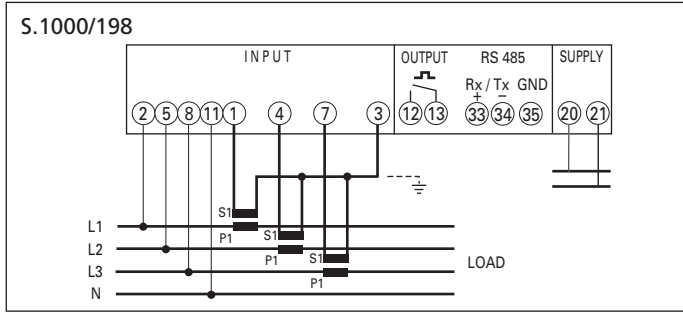 S.1000/198
INPUT
OUTPUT
RS 485
SUPPLY
Rx / Tx GND
+ −
2 5 8 11 1 4 7 3 12 13 33 34 35 20 21
S1
L1
P1
S1
L2
P1
S1
LOAD
L3
P1
N